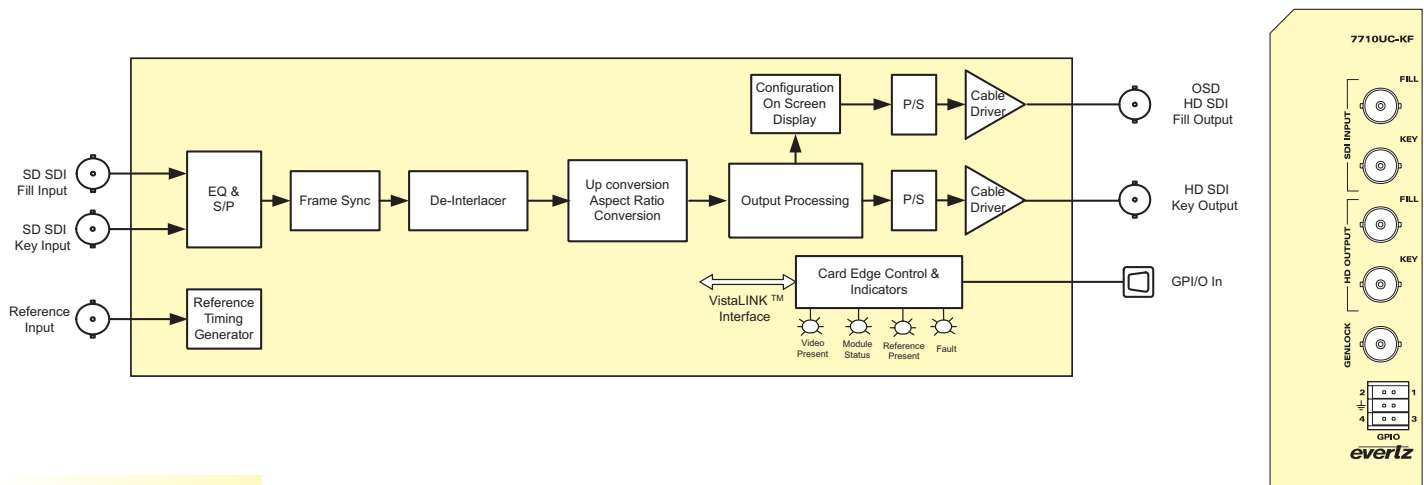 SD SDI
Fill Input
SD SDI
Key Input
Reference
Input
EQ &
S/P
Reference
Timing
Generator
Frame Sync
De-Interlacer
Up conversion
Aspect Ratio
Conversion
Output Processing
Configuration
On Screen
Display
P/S
Cable
Driver
OSD
HD SDI
Fill Output
P/S
Cable
Driver
HD SDI
Key Output
VistaLINK TM
Interface
Card Edge Control &
Indicators
GPI/O In
Video
Present
Module
Status
Reference
Present
Fault
7710UC-KF
SDI INPUT
FILL
KEY
HD OUTPUT
FILL
KEY
GENLOCK
2 1
4 3
GPIO
everlz